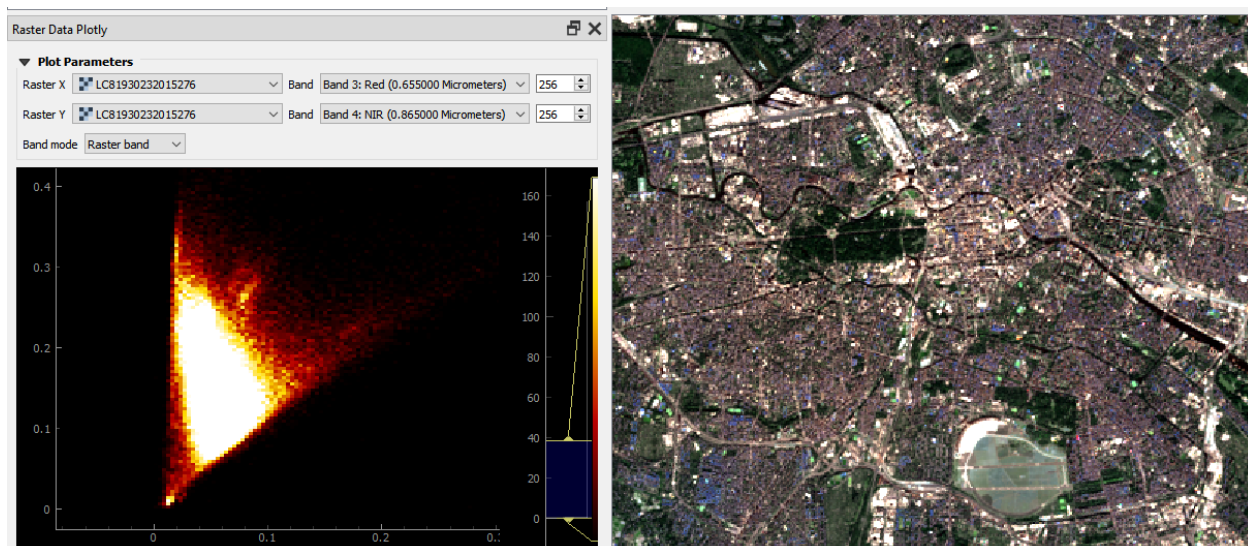 Raster Data Plotly
Plot Parameters
Raster X LC81930232015276 Band Band 3: Red (0.655000 Micrometers) 256
Raster Y LC81930232015276 Band Band 4: NIR (0.865000 Micrometers) 256
Band mode Raster band
0.4
0.3
0.2
0.1
0
0 0.1 0.2
160
140
120
100
80
60
40
20
0